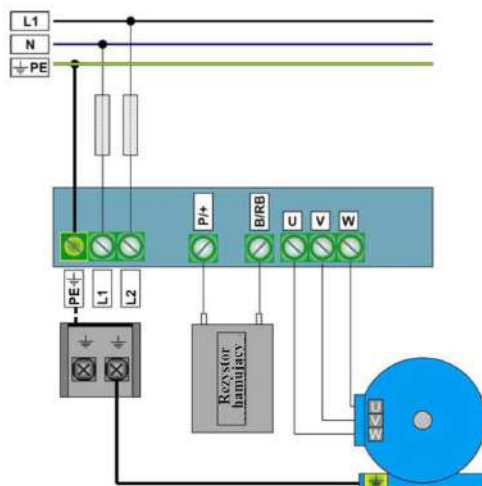 L1
N
⏚ PE
P/+
B/RB
U
V
W
PE⏚
L1
L2
Rezystor
hamujący
U
V
W